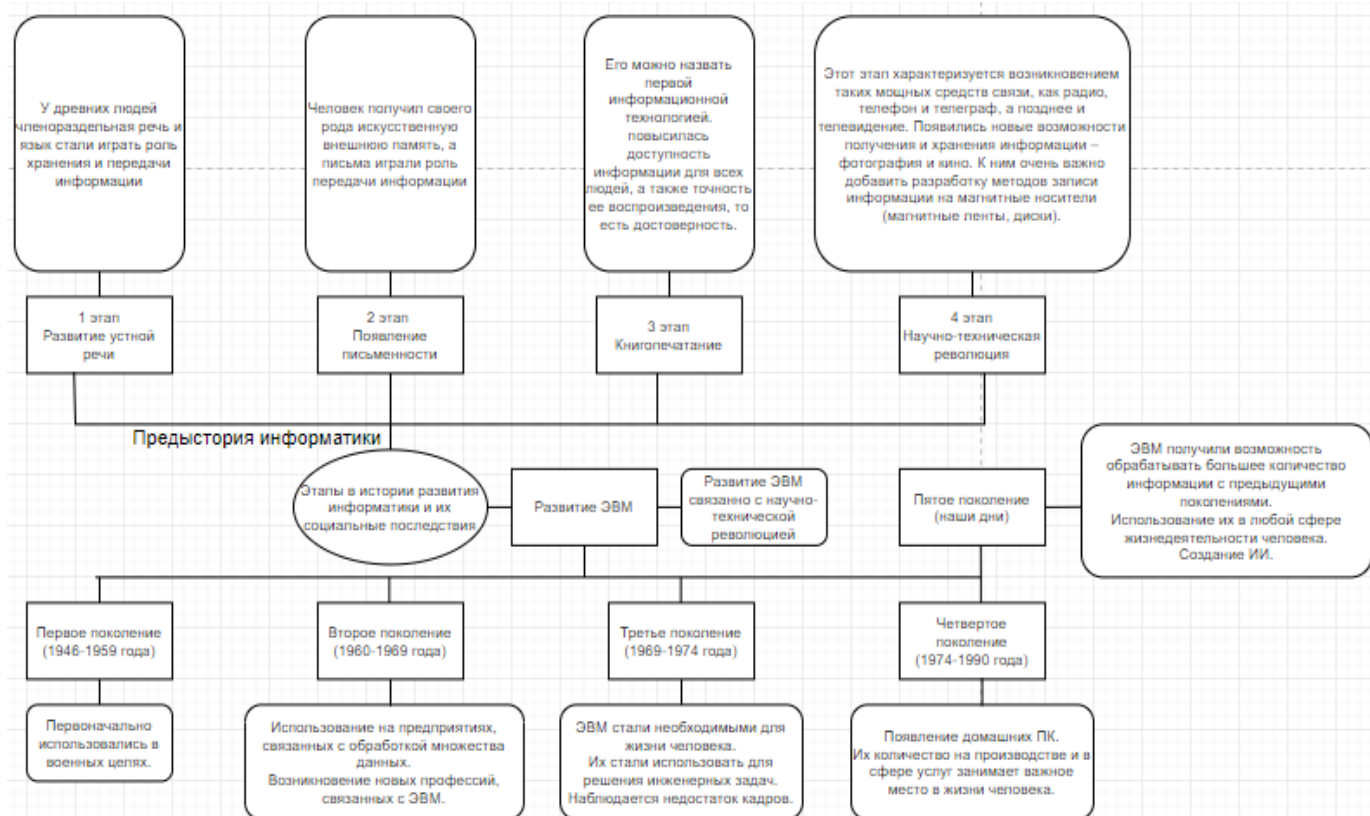 У древних людей
членораздельная речь и
язык стали играть роль
хранения и передачи
информации
Человек получил своего
рода искусственную
внешнюю память, а
письма играли роль
передачи информации
Его можно назвать
первой
информационной
технологией.
повысилась
доступность
информации для всех
людей, а также точность
ее воспроизведения, то
есть достоверность.
Этот этап характеризуется возникновением
таких мощных средств связи, как радио,
телефон и телеграф, а позднее и
телевидение. Появились новые возможности
получения и хранения информации –
фотография и кино. К ним очень важно
добавить разработку методов записи
информации на магнитные носители
(магнитные ленты, диски).
1 этап
Развитие устной
речи
2 этап
Появление
письменности
3 этап
Книгопечатание
4 этап
Научно-техническая
революция
Предыстория информатики
Этапы в истории развития
информатики и их
социальные последствия
Развитие ЭВМ
Развитие ЭВМ
связанно с научно-
технической
революцией
Пятое поколение
(наши дни)
ЭВМ получили возможность
обрабатывать большее количество
информации с предыдущими
поколениями.
Использование их в любой сфере
жизнедеятельности человека.
Создание ИИ.
Первое поколение
(1946-1959 года)
Второе поколение
(1960-1969 года)
Третье поколение
(1969-1974 года)
Четвертое
поколение
(1974-1990 года)
Первоначально
использовались в
военных целях.
Использование на предприятиях,
связанных с обработкой множества
данных.
Возникновение новых профессий,
связанных с ЭВМ.
ЭВМ стали необходимыми для
жизни человека.
Их стали использовать для
решения инженерных задач.
Наблюдается недостаток кадров.
Появление домашних ПК.
Их количество на производстве и в
сфере услуг занимает важное
место в жизни человека.